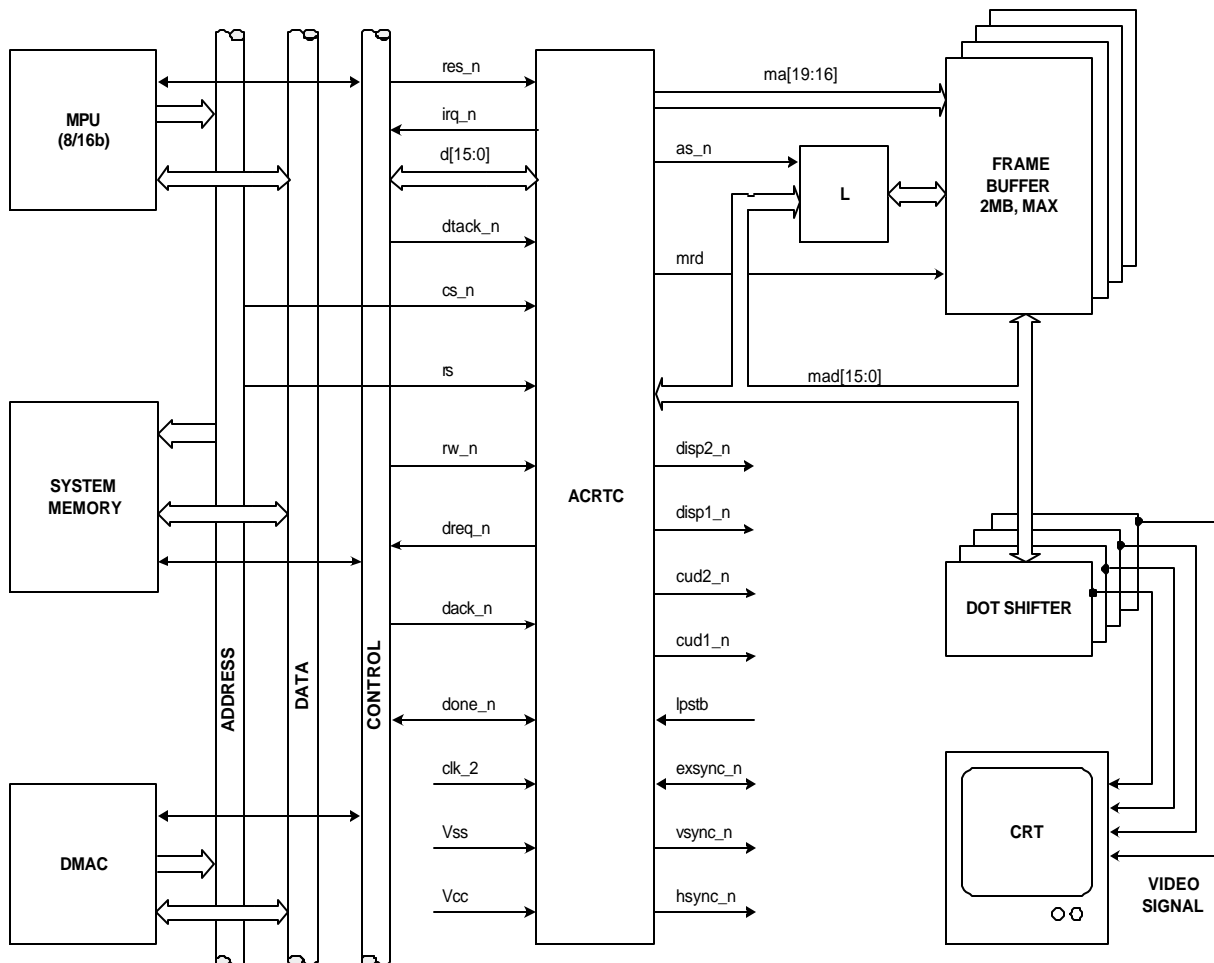 MPU
(8/16b)
SYSTEM
MEMORY
DMAC
ADDRESS
DATA
CONTROL
res_n
irq_n
d[15:0]
dtack_n
cs_n
rs
rw_n
dreq_n
dack_n
done_n
clk_2
Vss
Vcc
ACRTC
ma[19:16]
as_n
L
mrd
mad[15:0]
disp2_n
disp1_n
cud2_n
cud1_n
lpstb
exsync_n
vsync_n
hsync_n
FRAME
BUFFER
2MB, MAX
DOT SHIFTER
CRT
VIDEO
SIGNAL